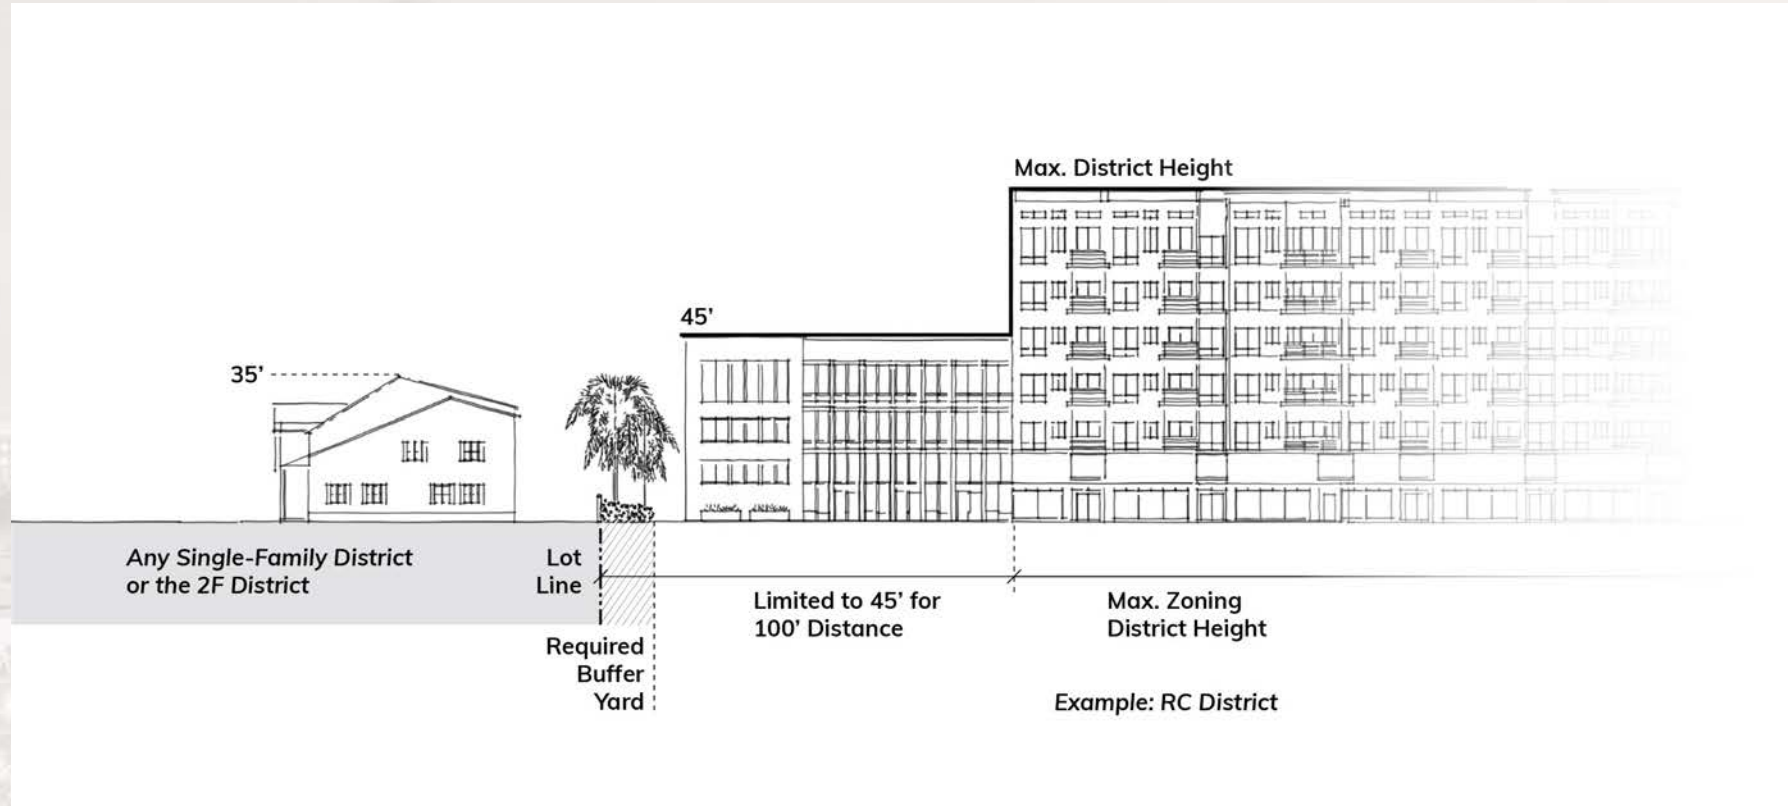 Max. District Height
45’
35’
Any Single-Family District
or the 2F District
Lot
Line
Required
Buffer
Yard
Limited to 45’ for
100’ Distance
Max. Zoning
District Height
Example: RC District